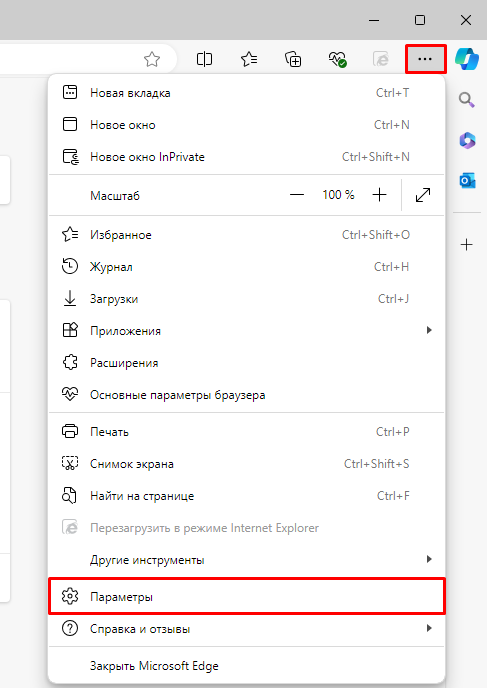 Новая вкладка Ctrl+T
Новое окно Ctrl+N
Новое окно InPrivate Ctrl+Shift+N
Масштаб 100 %
Избранное Ctrl+Shift+O
Журнал Ctrl+H
Загрузки Ctrl+J
Приложения
Расширения
Основные параметры браузера
Печать Ctrl+P
Снимок экрана Ctrl+Shift+S
Найти на странице Ctrl+F
Перезагрузить в режиме Internet Explorer
Другие инструменты
Параметры
Справка и отзывы
Закрыть Microsoft Edge